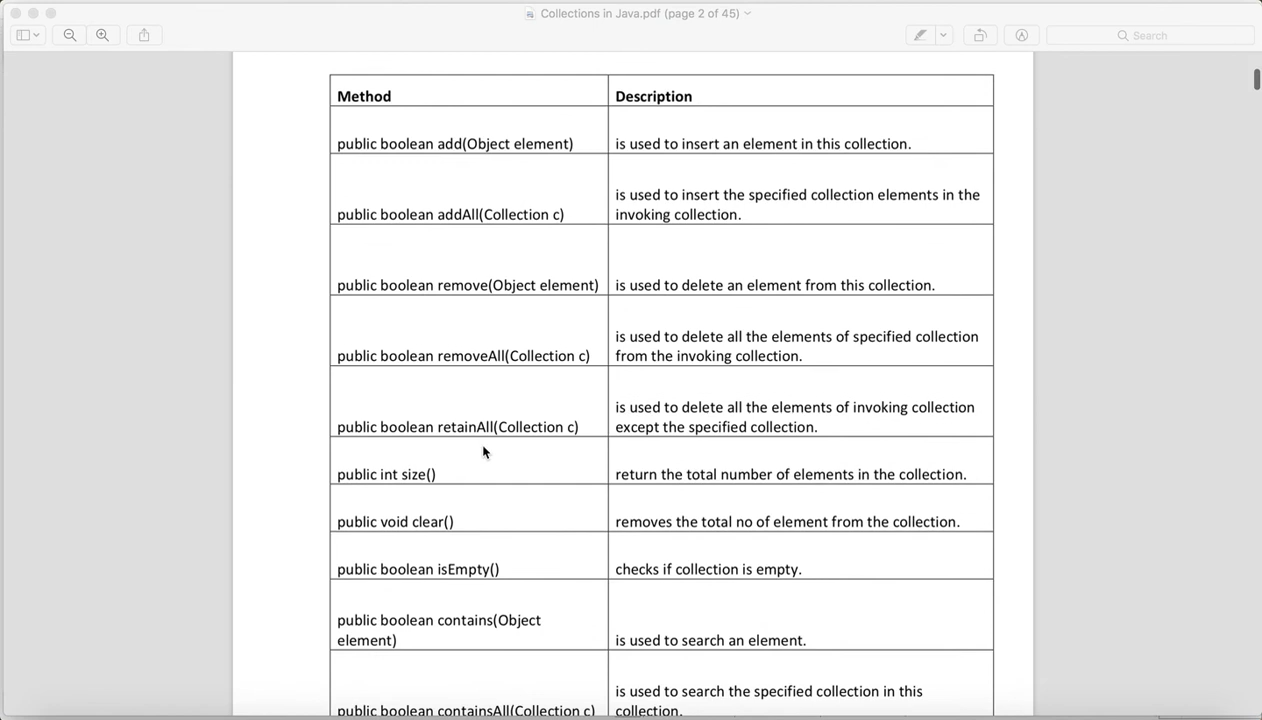 Collections in Java.pdf (page 2 of 45)
Search
Method
Description
public boolean add(Object element)
is used to insert an element in this collection.
public boolean addAll(Collection c)
is used to insert the specified collection elements in the
invoking collection.
public boolean remove(Object element)
is used to delete an element from this collection.
public boolean removeAll(Collection c)
is used to delete all the elements of specified collection
from the invoking collection.
public boolean retainAll(Collection c)
is used to delete all the elements of invoking collection
except the specified collection.
public int size()
return the total number of elements in the collection.
public void clear()
removes the total no of element from the collection.
public boolean isEmpty()
checks if collection is empty.
public boolean contains(Object
element)
is used to search an element.
public boolean containsAll(Collection c)
is used to search the specified collection in this
collection.